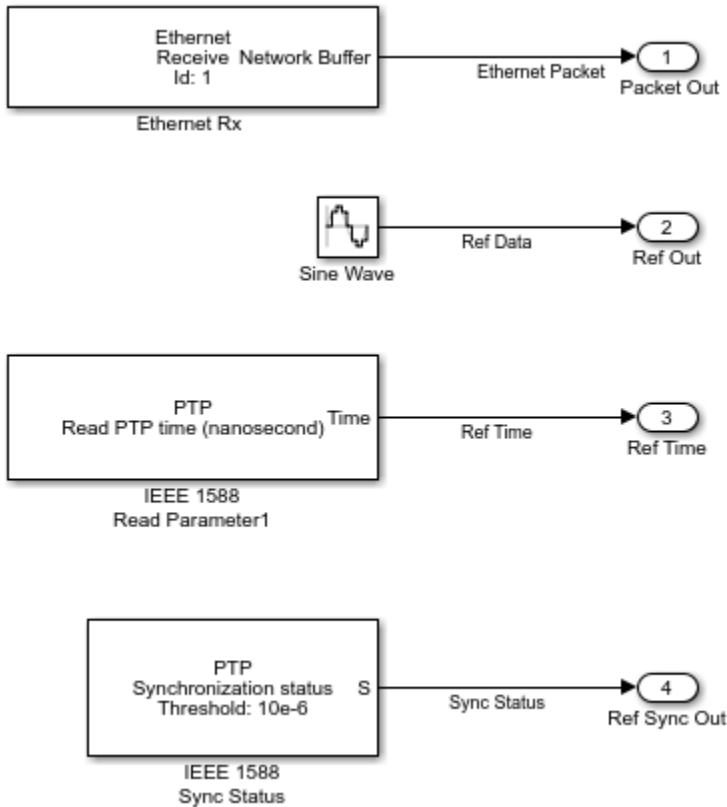 Ethernet
Receive Network Buffer
Id: 1
Ethernet Rx
Ethernet Packet
1
Packet Out
Sine Wave
Ref Data
2
Ref Out
PTP
Read PTP time (nanosecond) Time
IEEE 1588
Read Parameter1
Ref Time
3
Ref Time
PTP
Synchronization status S
Threshold: 10e-6
IEEE 1588
Sync Status
Sync Status
4
Ref Sync Out